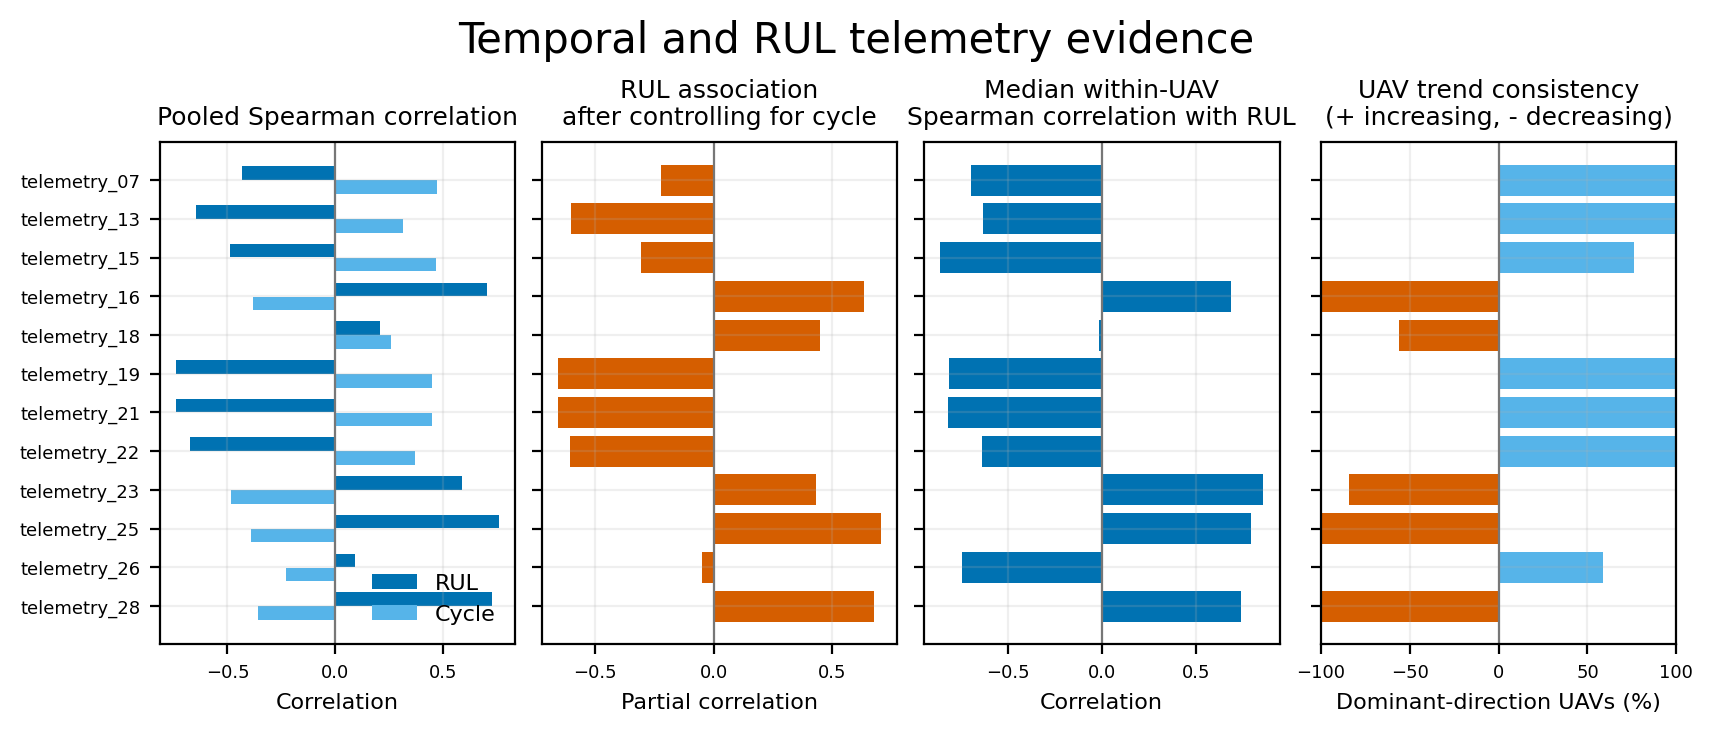 Temporal and RUL telemetry evidence
Pooled Spearman correlation
RUL association
after controlling for cycle
Median within-UAV
Spearman correlation with RUL
UAV trend consistency
(+ increasing, - decreasing)
telemetry_07
telemetry_13
telemetry_15
telemetry_16
telemetry_18
telemetry_19
telemetry_21
telemetry_22
telemetry_23
telemetry_25
telemetry_26
telemetry_28
RUL
Cycle
−0.5 0.0 0.5
Correlation
−0.5 0.0 0.5
Partial correlation
−0.5 0.0 0.5
Correlation
−100 −50 0 50 100
Dominant-direction UAVs (%)